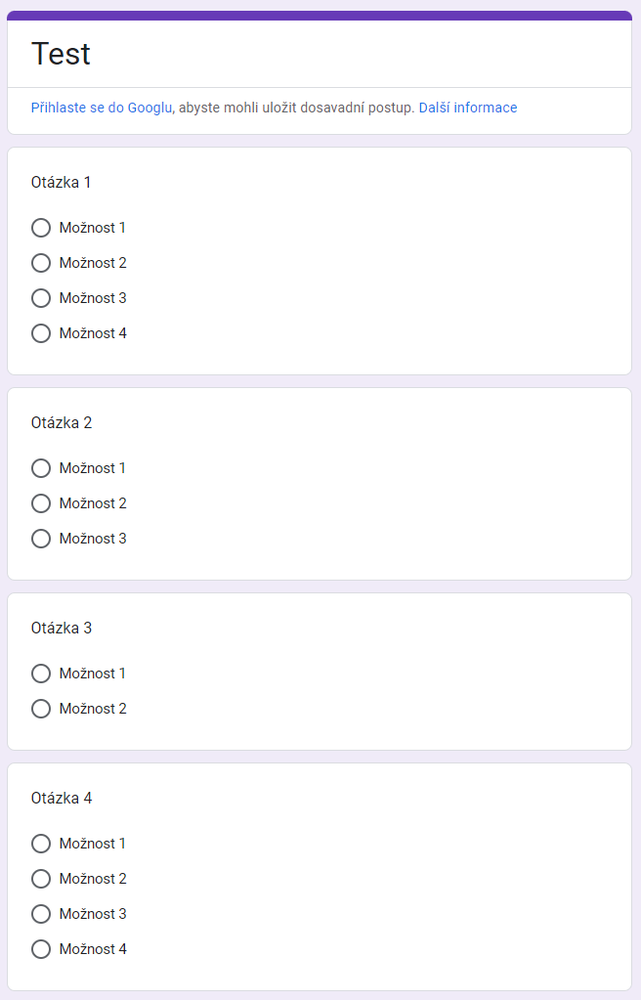 Test
Přihlaste se do Googlu, abyste mohli uložit dosavadní postup. Další informace
Otázka 1
Možnost 1
Možnost 2
Možnost 3
Možnost 4
Otázka 2
Možnost 1
Možnost 2
Možnost 3
Otázka 3
Možnost 1
Možnost 2
Otázka 4
Možnost 1
Možnost 2
Možnost 3
Možnost 4